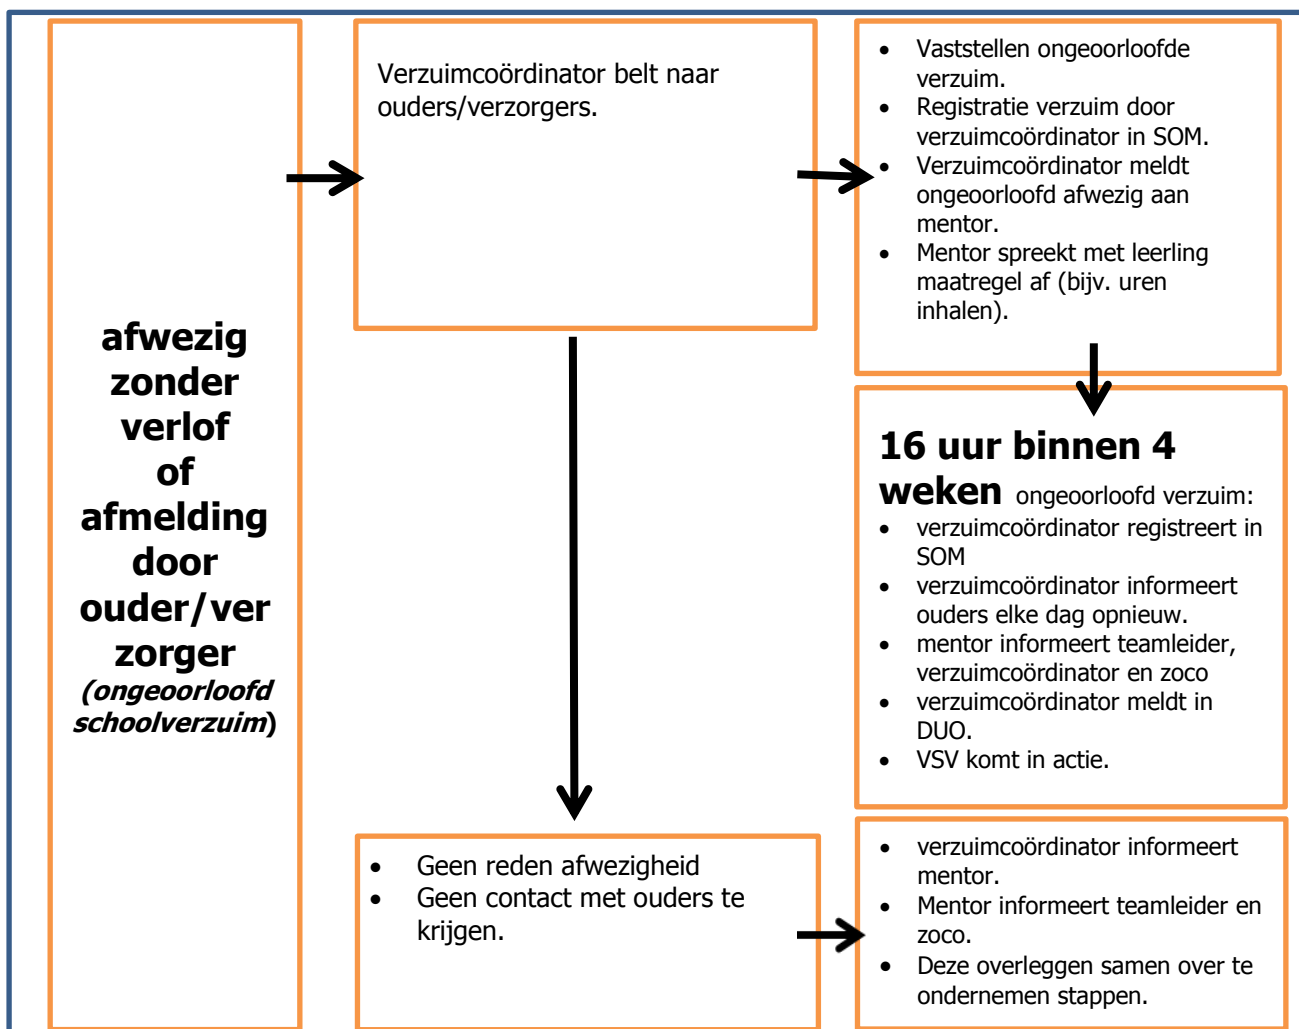 afwezig
zonder
verlof
of
afmelding
door
ouder/ver
zorger
(ongeoorloofd
schoolverzuim)
Verzuimcoördinator belt naar
ouders/verzorgers.
• Vaststellen ongeoorloofde
verzuim.
• Registratie verzuim door
verzuimcoördinator in SOM.
• Verzuimcoördinator meldt
ongeoorloofd afwezig aan
mentor.
• Mentor spreekt met leerling
maatregel af (bijv. uren
inhalen).
16 uur binnen 4
weken ongeoorloofd verzuim:
• verzuimcoördinator registreert in
SOM
• verzuimcoördinator informeert
ouders elke dag opnieuw.
• mentor informeert teamleider,
verzuimcoördinator en zoco
• verzuimcoördinator meldt in
DUO.
• VSV komt in actie.
• Geen reden afwezigheid
• Geen contact met ouders te
krijgen.
• verzuimcoördinator informeert
mentor.
• Mentor informeert teamleider en
zoco.
• Deze overleggen samen over te
ondernemen stappen.